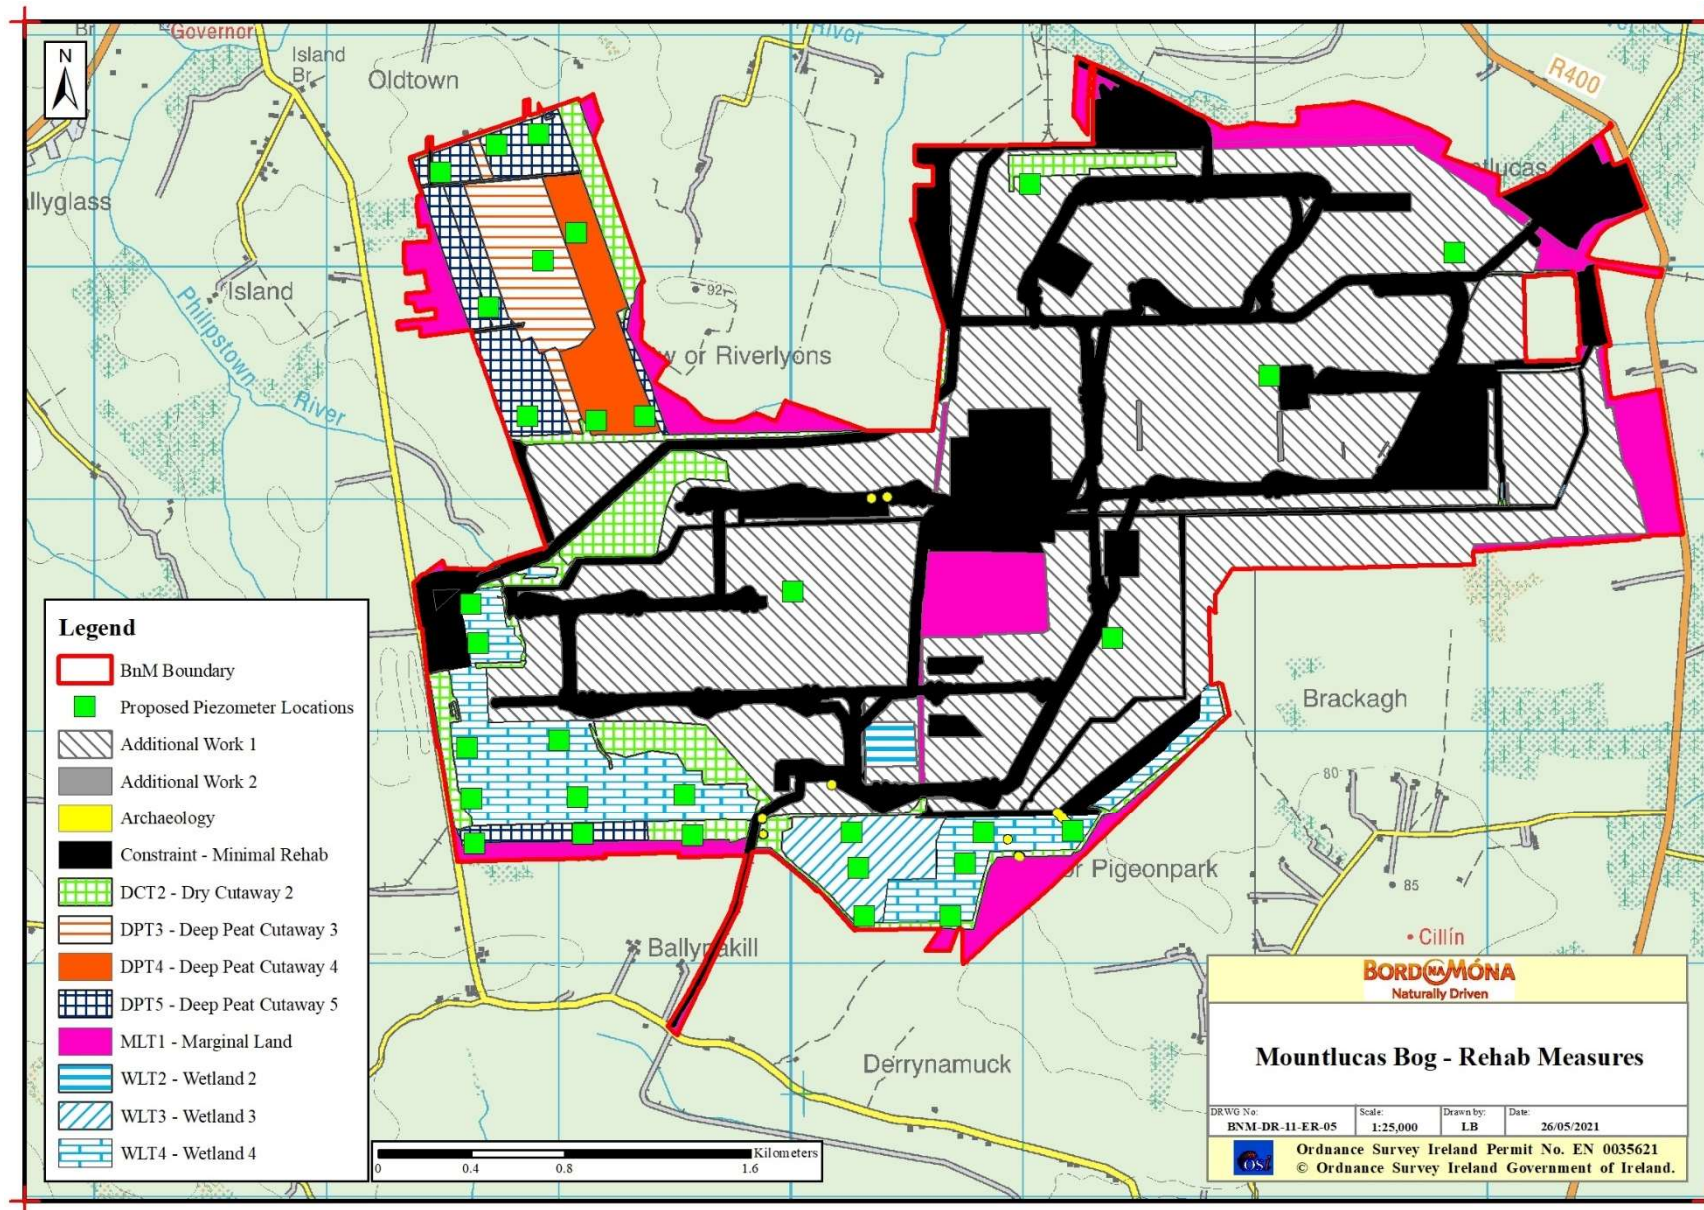 Br
Governor
Island
Br
Oldtown
River
River
R400
N
llyglass
tlucas
Island
92
Philipstown
River
w or Riverlyons
Brackagh
80
85
or Pigeonpark
Cillín
Ballynakill
Derrynamuck
Legend
BnM Boundary
Proposed Piezometer Locations
Additional Work 1
Additional Work 2
Archaeology
Constraint - Minimal Rehab
DCT2 - Dry Cutaway 2
DPT3 - Deep Peat Cutaway 3
DPT4 - Deep Peat Cutaway 4
DPT5 - Deep Peat Cutaway 5
MLT1 - Marginal Land
WLT2 - Wetland 2
WLT3 - Wetland 3
WLT4 - Wetland 4
Kilometers
0 0.4 0.8 1.6
BORD NA MÓNA
Naturally Driven
Mountlucas Bog - Rehab Measures
DRWG No: Scale: Drawn by: Date:
BNM-DR-11-ER-05 1:25,000 LB 26/05/2021
OSi
Ordnance Survey Ireland Permit No. EN 0035621
© Ordnance Survey Ireland Government of Ireland.